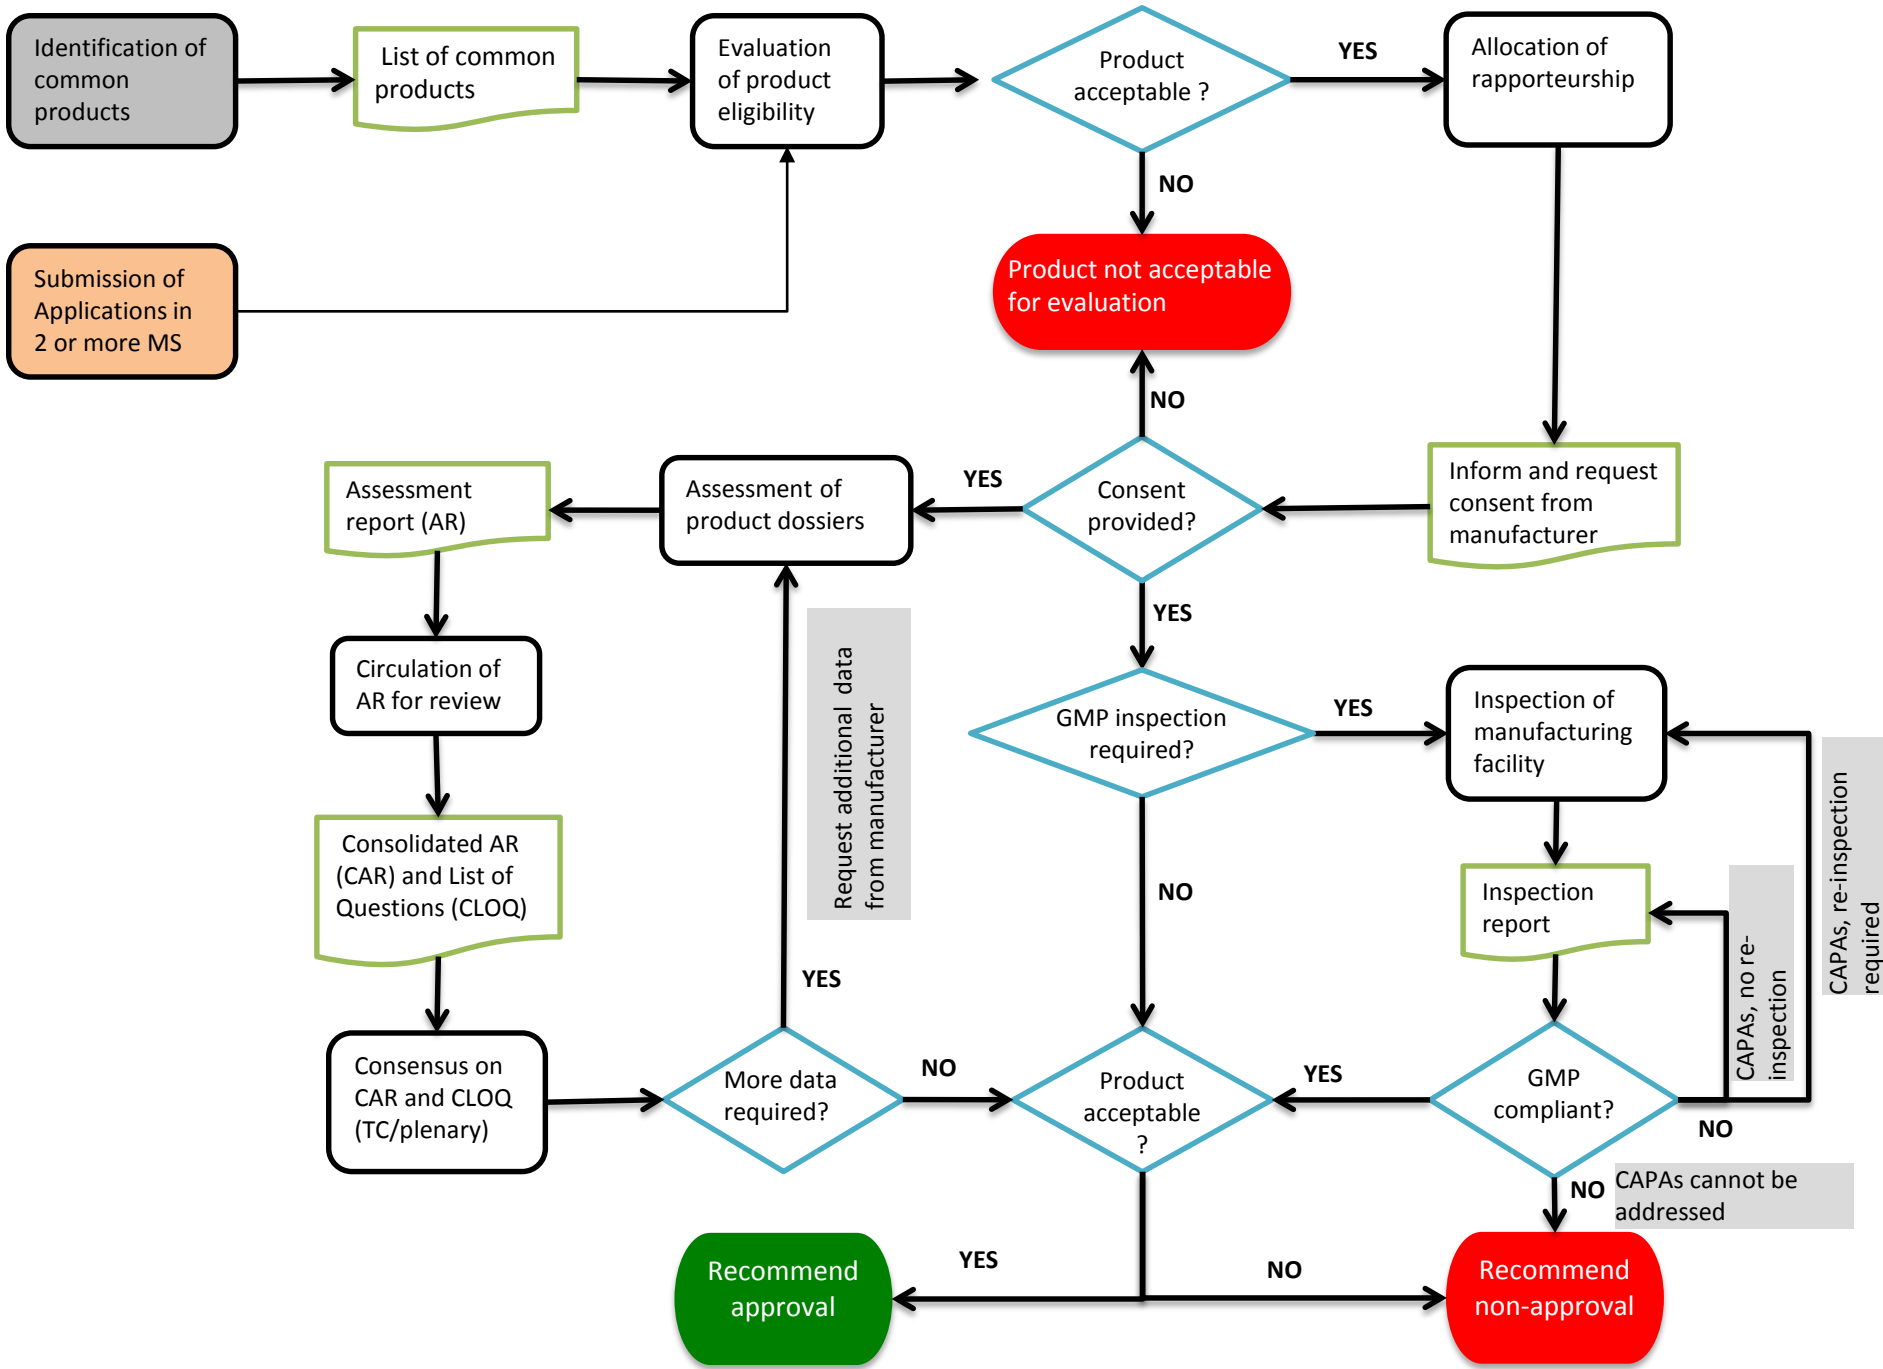 Identification of
common
products
List of common
products
Evaluation
of product
eligibility
Product
acceptable ?
YES
Allocation of
rapporteurship
NO
Submission of
Applications in
2 or more MS
Product not acceptable
for evaluation
NO
Assessment
report (AR)
Assessment of
product dossiers
YES
Consent
provided?
Inform and request
consent from
manufacturer
YES
Circulation of
AR for review
Request additional data
from manufacturer
GMP inspection
required?
YES
Inspection of
manufacturing
facility
CAPAs, re-inspection
required
Consolidated AR
(CAR) and List of
Questions (CLOQ)
NO
Inspection
report
CAPAs, no re-
inspection
YES
Consensus on
CAR and CLOQ
(TC/plenary)
More data
required?
NO
Product
acceptable
?
YES
GMP
compliant?
NO
NO
CAPAs cannot be
addressed
Recommend
approval
YES
NO
Recommend
non-approval